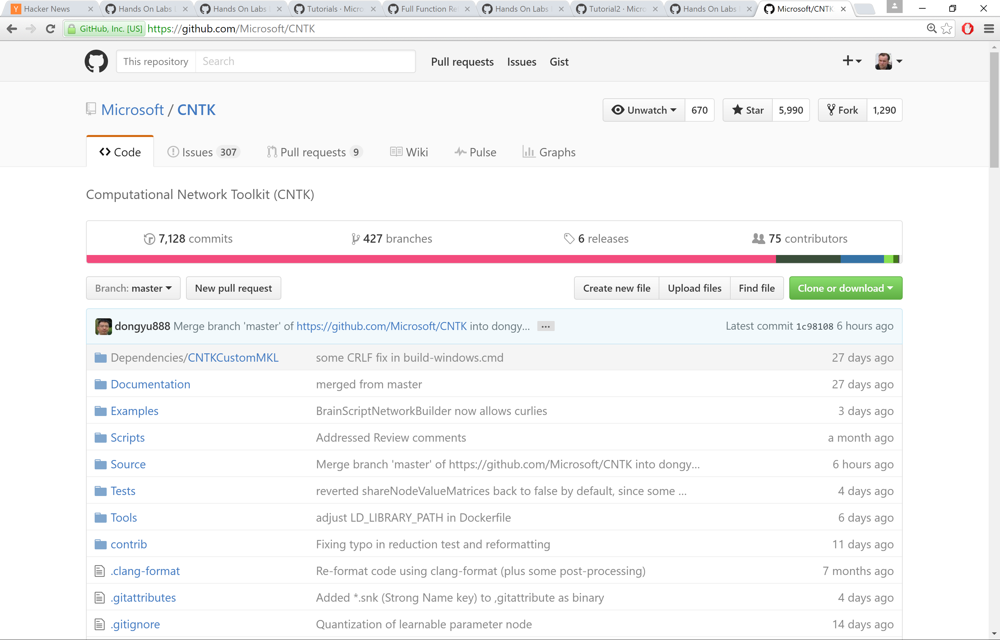 Hacker News
Hands On Labs
Hands On Labs
Tutorials · Micro
Full Function Re
Hands On Labs
Tutorial2 · Micro
Hands On Labs
Microsoft/CNTK
GitHub, Inc. [US] https://github.com/Microsoft/CNTK
This repository Search Pull requests Issues Gist
Microsoft / CNTK Unwatch 670 Star 5,990 Fork 1,290
Code Issues 307 Pull requests 9 Wiki Pulse Graphs
Computational Network Toolkit (CNTK)
7,128 commits 427 branches 6 releases 75 contributors
Branch: master New pull request Create new file Upload files Find file Clone or download
dongyu888 Merge branch 'master' of https://github.com/Microsoft/CNTK into dongy... ... Latest commit 1c98108 6 hours ago
Dependencies/CNTKCustomMKL some CRLF fix in build-windows.cmd 27 days ago
Documentation merged from master 27 days ago
Examples BrainScriptNetworkBuilder now allows curlies 3 days ago
Scripts Addressed Review comments a month ago
Source Merge branch 'master' of https://github.com/Microsoft/CNTK into dongy... 6 hours ago
Tests reverted shareNodeValueMatrices back to false by default, since some ... 4 days ago
Tools adjust LD_LIBRARY_PATH in Dockerfile 6 days ago
contrib Fixing typo in reduction test and reformatting 11 days ago
.clang-format Re-format code using clang-format (plus some post-processing) 7 months ago
.gitattributes Added *.snk (Strong Name key) to ,gitattribute as binary 4 days ago
.gitignore Quantization of learnable parameter node 14 days ago